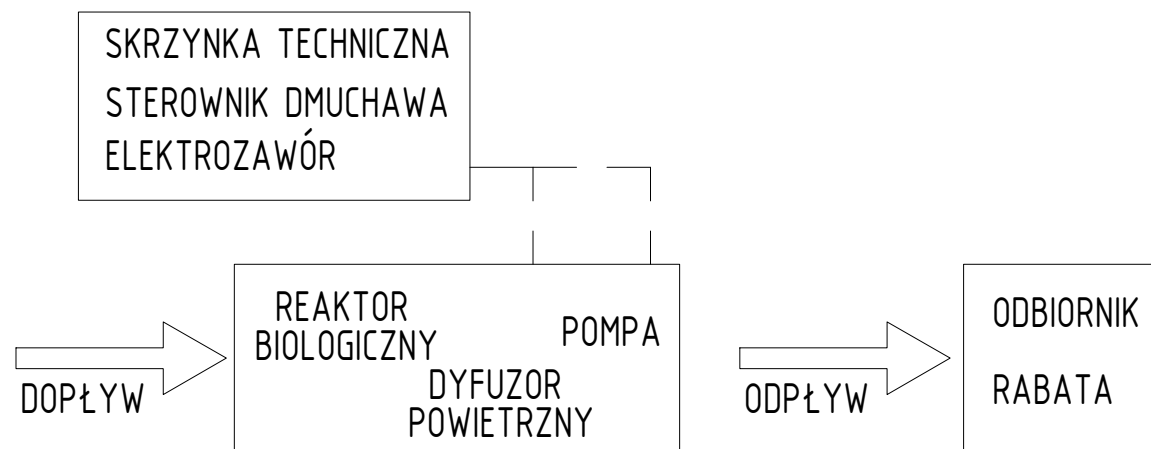 SKRZYNKA TECHNICZNA
STEROWNIK DMUCHAWA
ELEKTROZAWÓR
REAKTOR
BIOLOGICZNY
POMPA
DYFUZOR
POWIETRZNY
DOPŁYW
ODPŁYW
ODBIORNIK
RABATA